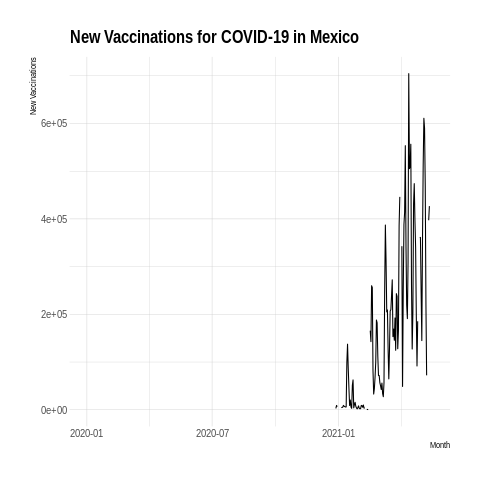 New Vaccinations for COVID-19 in Mexico
New Vaccinations
6e+05
4e+05
2e+05
0e+00
2020-01
2020-07
2021-01
Month